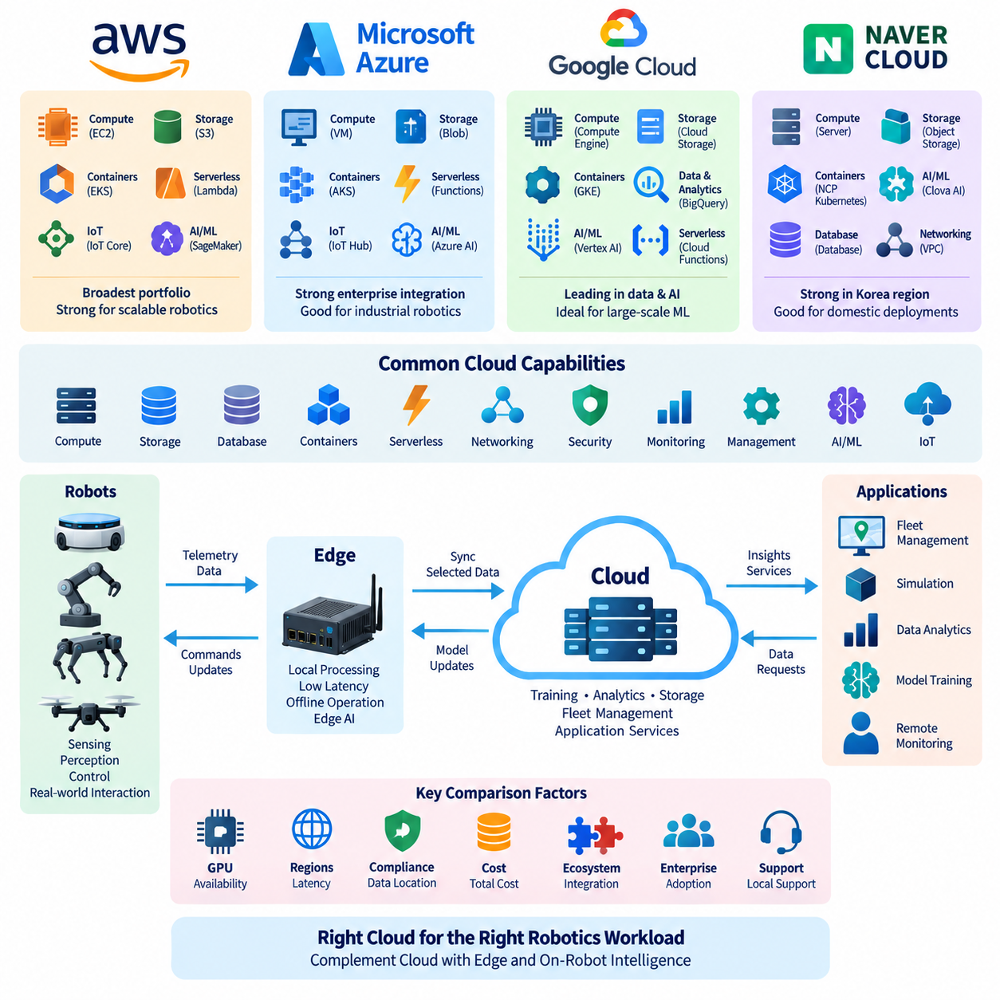 aws
Microsoft
Azure
Google Cloud
N
NAVER
CLOUD
Compute
(EC2)
Storage
(S3)
Containers
(EKS)
Serverless
(Lambda)
IoT
(IoT Core)
AI/ML
(SageMaker)
Broadest portfolio
Strong for scalable robotics
Compute
(VM)
Storage
(Blob)
Containers
(AKS)
Serverless
(Functions)
IoT
(IoT Hub)
AI/ML
(Azure AI)
Strong enterprise integration
Good for industrial robotics
Compute
(Compute
Engine)
Storage
(Cloud
Storage)
Containers
(GKE)
Data &
Analytics
(BigQuery)
AI/ML
(Vertex AI)
Serverless
(Cloud
Functions)
Leading in data & AI
Ideal for large-scale ML
Compute
(Server)
Storage
(Object
Storage)
Containers
(NCP
Kubernetes)
AI/ML
(Clova AI)
Database
(Database)
Networking
(VPC)
Strong in Korea region
Good for domestic deployments
Common Cloud Capabilities
Compute
Storage
Database
Containers
Serverless
Networking
Security
Monitoring
Management
AI/ML
IoT
Robots
Sensing
Perception
Control
Real-world Interaction
Telemetry
Data
Commands
Updates
Edge
Local Processing
Low Latency
Offline Operation
Edge AI
Sync
Selected Data
Model
Updates
Cloud
Training • Analytics • Storage
Fleet Management
Application Services
Insights
Services
Data
Requests
Applications
Fleet
Management
Simulation
Data Analytics
Model Training
Remote
Monitoring
Key Comparison Factors
GPU
Availability
Regions
Latency
Compliance
Data Location
Cost
Total Cost
Ecosystem
Integration
Enterprise
Adoption
Support
Local Support
Right Cloud for the Right Robotics Workload
Complement Cloud with Edge and On-Robot Intelligence